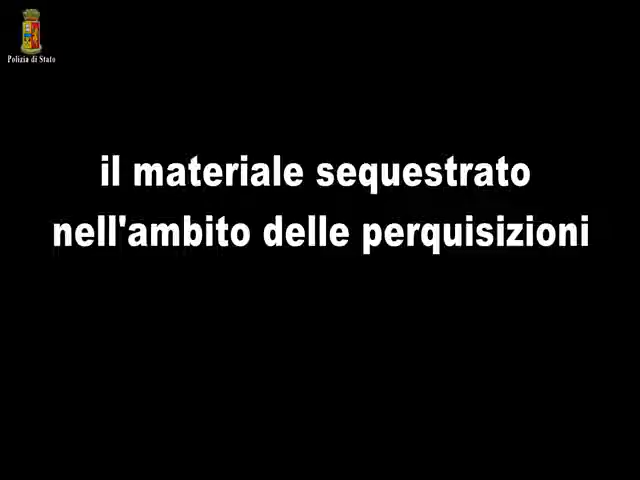 Polizia di Stato
il materiale sequestrato
nell'ambito delle perquisizioni